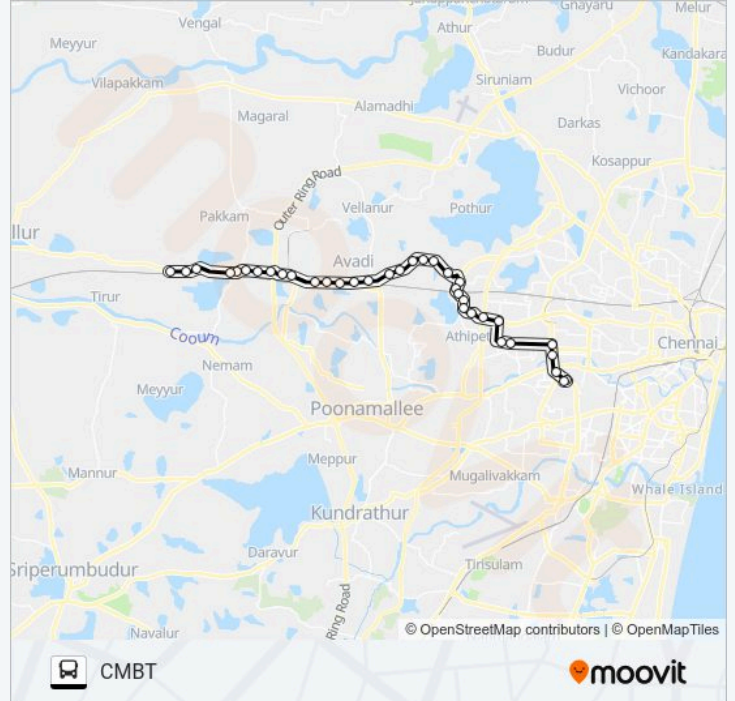 Ponappanchatram
Gnayaru
Melur
Vengal
Athur
Meyyur
Budur
Kandakara
Siruniam
Vilapakkam
Vichoor
Alamadhi
Magaral
Darkas
Kosappur
Outer Ring Road
Vellanur
Pothur
Pakkam
llur
Avadi
Tirur
Cooum
Athipet
Chennai
Nemam
Meyyur
Poonamallee
Meppur
Mannur
Mugalivakkam
Whale Island
Kundrathur
Daravur
Tirisulam
Sriperumbudur
Ring Road
Navalur
© OpenStreetMap contributors | © OpenMapTiles
CMBT
moovit